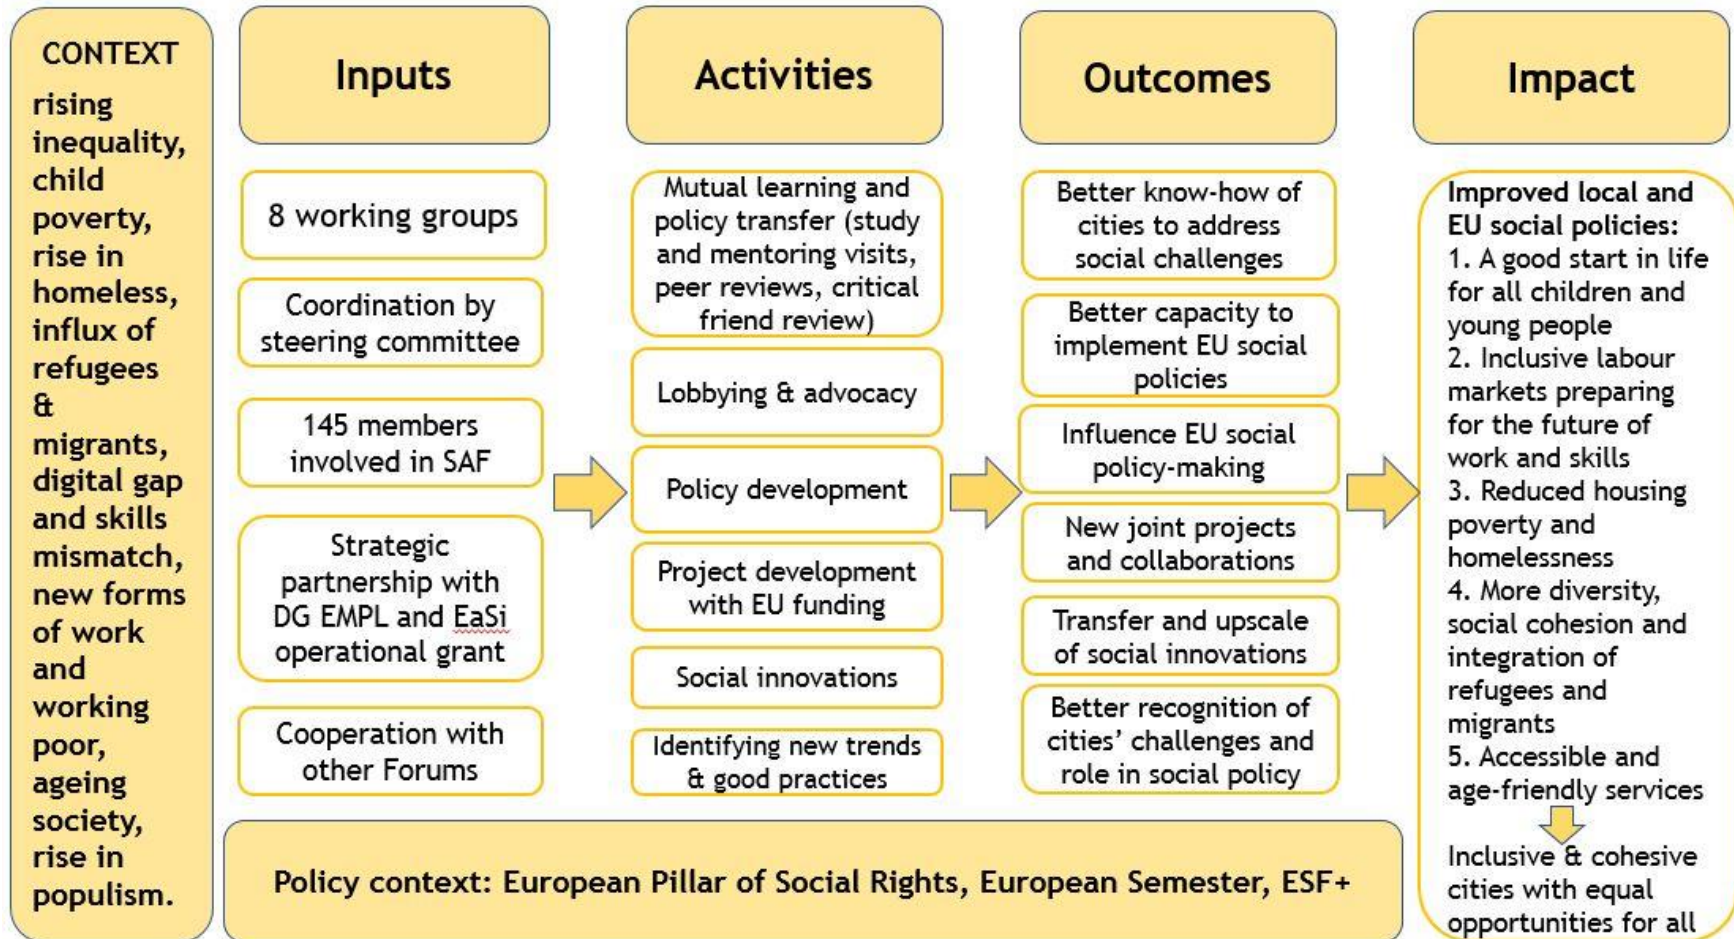 CONTEXT
rising
inequality,
child
poverty,
rise in
homeless,
influx of
refugees
&
migrants,
digital gap
and skills
mismatch,
new forms
of work
and
working
poor,
ageing
society,
rise in
populism.
Inputs
8 working groups
Coordination by
steering committee
145 members
involved in SAF
Strategic
partnership with
DG EMPL and EaSi
operational grant
Cooperation with
other Forums
Activities
Mutual learning and
policy transfer (study
and mentoring visits,
peer reviews, critical
friend review)
Lobbying & advocacy
Policy development
Project development
with EU funding
Social innovations
Identifying new trends
& good practices
Outcomes
Better know-how of
cities to address
social challenges
Better capacity to
implement EU social
policies
Influence EU social
policy-making
New joint projects
and collaborations
Transfer and upscale
of social innovations
Better recognition of
cities’ challenges and
role in social policy
Impact
Improved local and
EU social policies:
1. A good start in life
for all children and
young people
2. Inclusive labour
markets preparing
for the future of
work and skills
3. Reduced housing
poverty and
homelessness
4. More diversity,
social cohesion and
integration of
refugees and
migrants
5. Accessible and
age-friendly services
Inclusive & cohesive
cities with equal
opportunities for all
Policy context: European Pillar of Social Rights, European Semester, ESF+